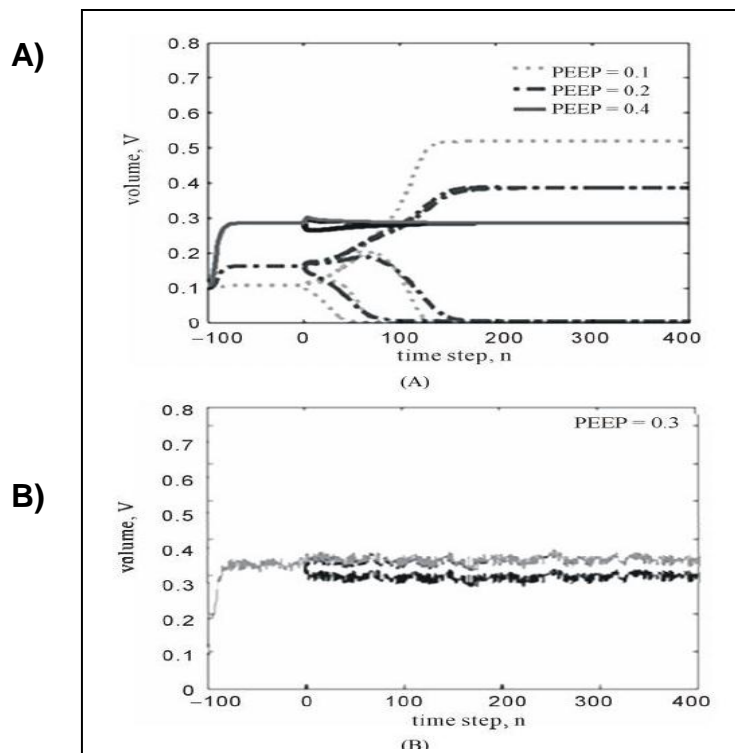 A)
0.8
0.7
0.6
0.5
0.4
0.3
0.2
0.1
0
volume, V
PEEP = 0.1
PEEP = 0.2
PEEP = 0.4
−100 0 100 200 300 400
time step, n
(A)
B)
0.8
0.7
0.6
0.5
0.4
0.3
0.2
0.1
0
volume, V
PEEP = 0.3
−100 0 100 200 300 400
time step, n
(B)